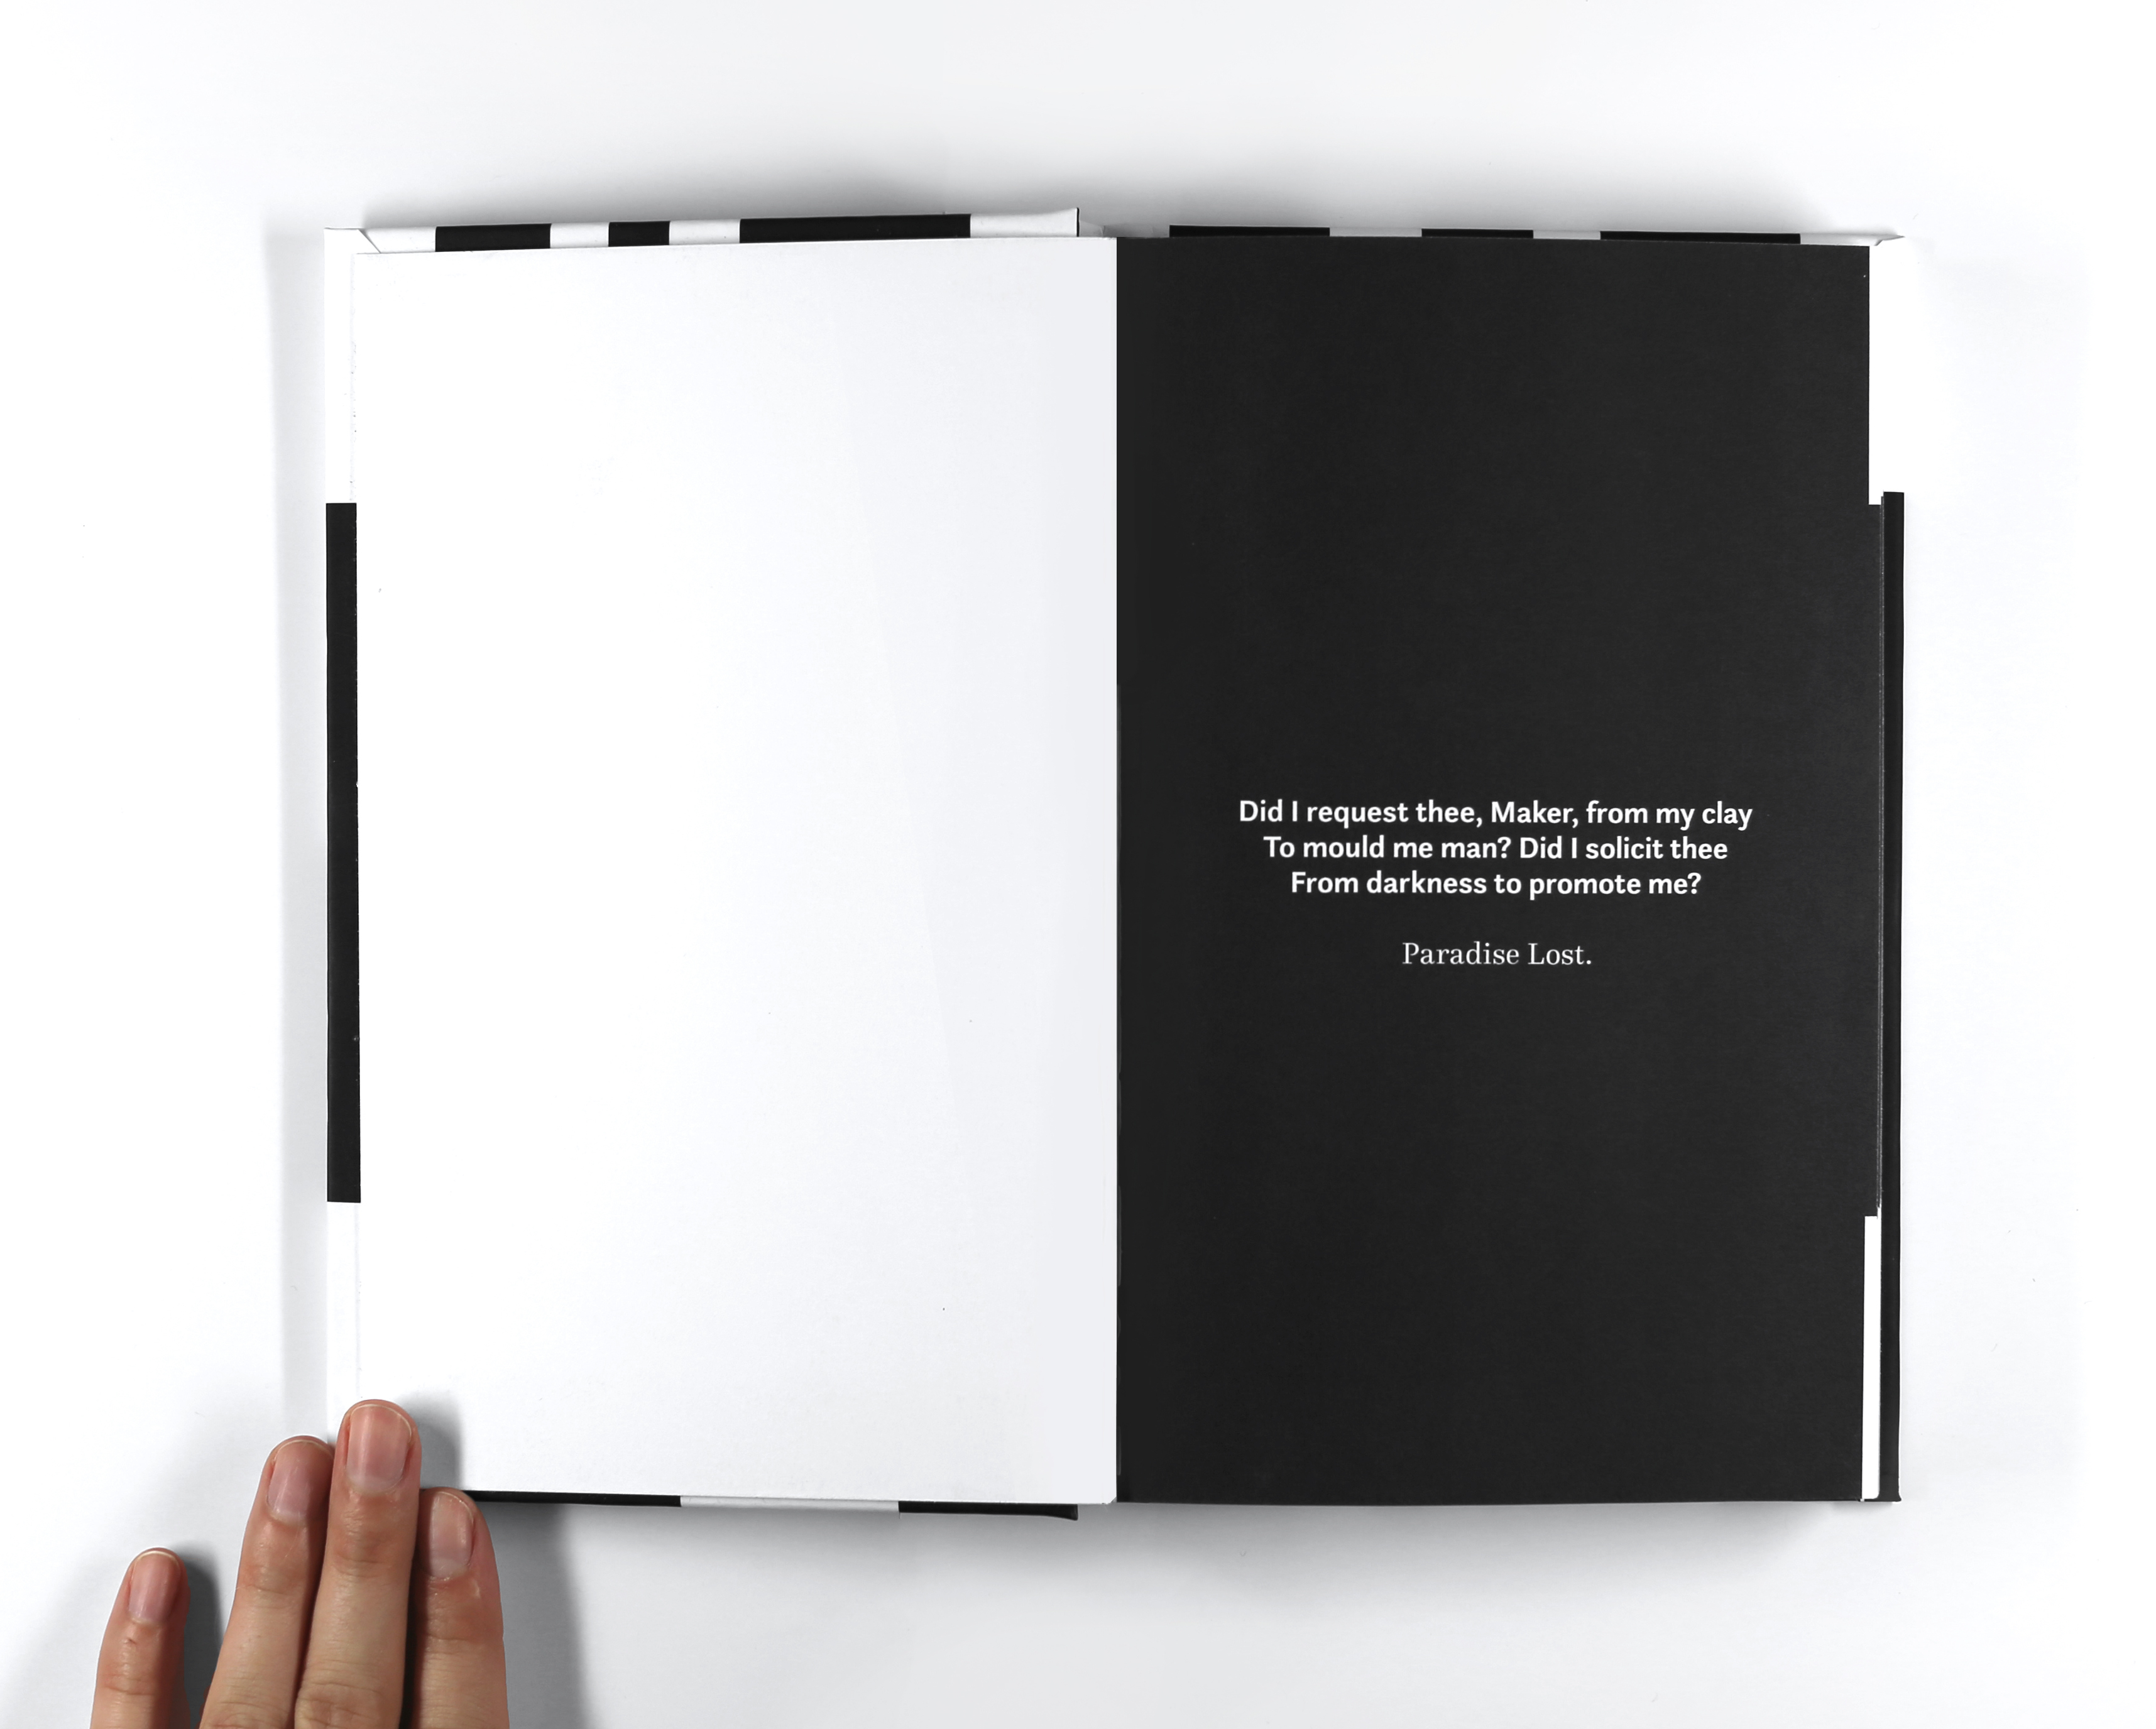 Did I request thee, Maker, from my clay
To mould me man? Did I solicit thee
From darkness to promote me?
Paradise Lost.